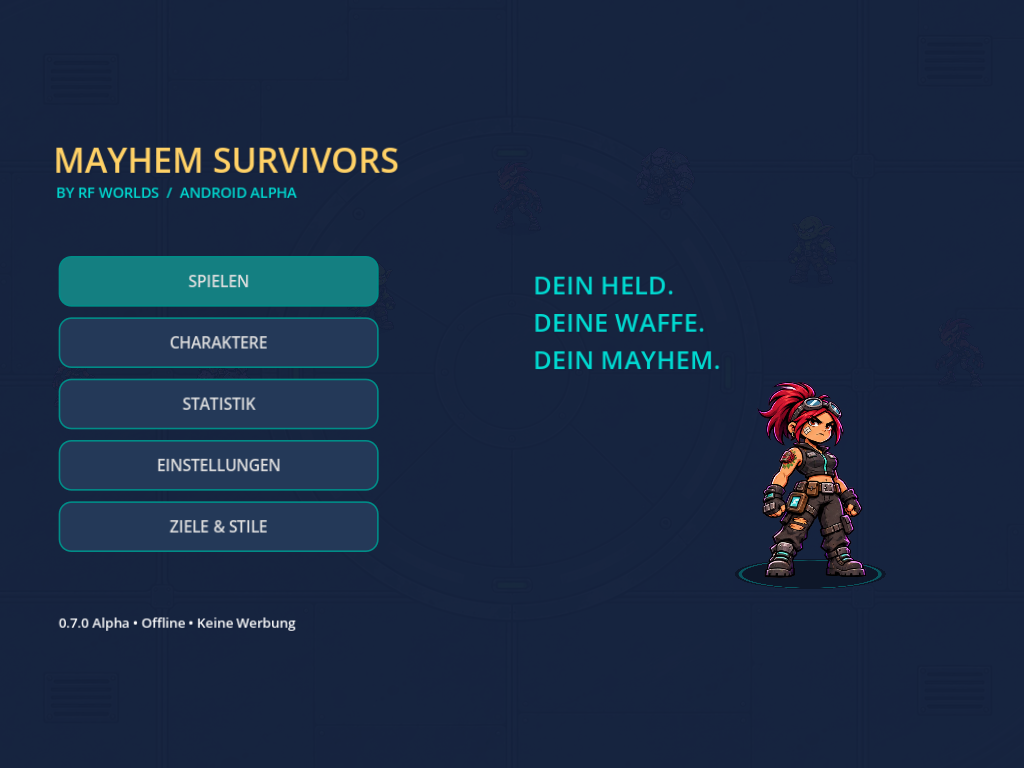 MAYHEM SURVIVORS
BY RF WORLDS / ANDROID ALPHA
SPIELEN
CHARAKTERE
STATISTIK
EINSTELLUNGEN
ZIELE & STILE
0.7.0 Alpha • Offline • Keine Werbung
DEIN HELD.
DEINE WAFFE.
DEIN MAYHEM.